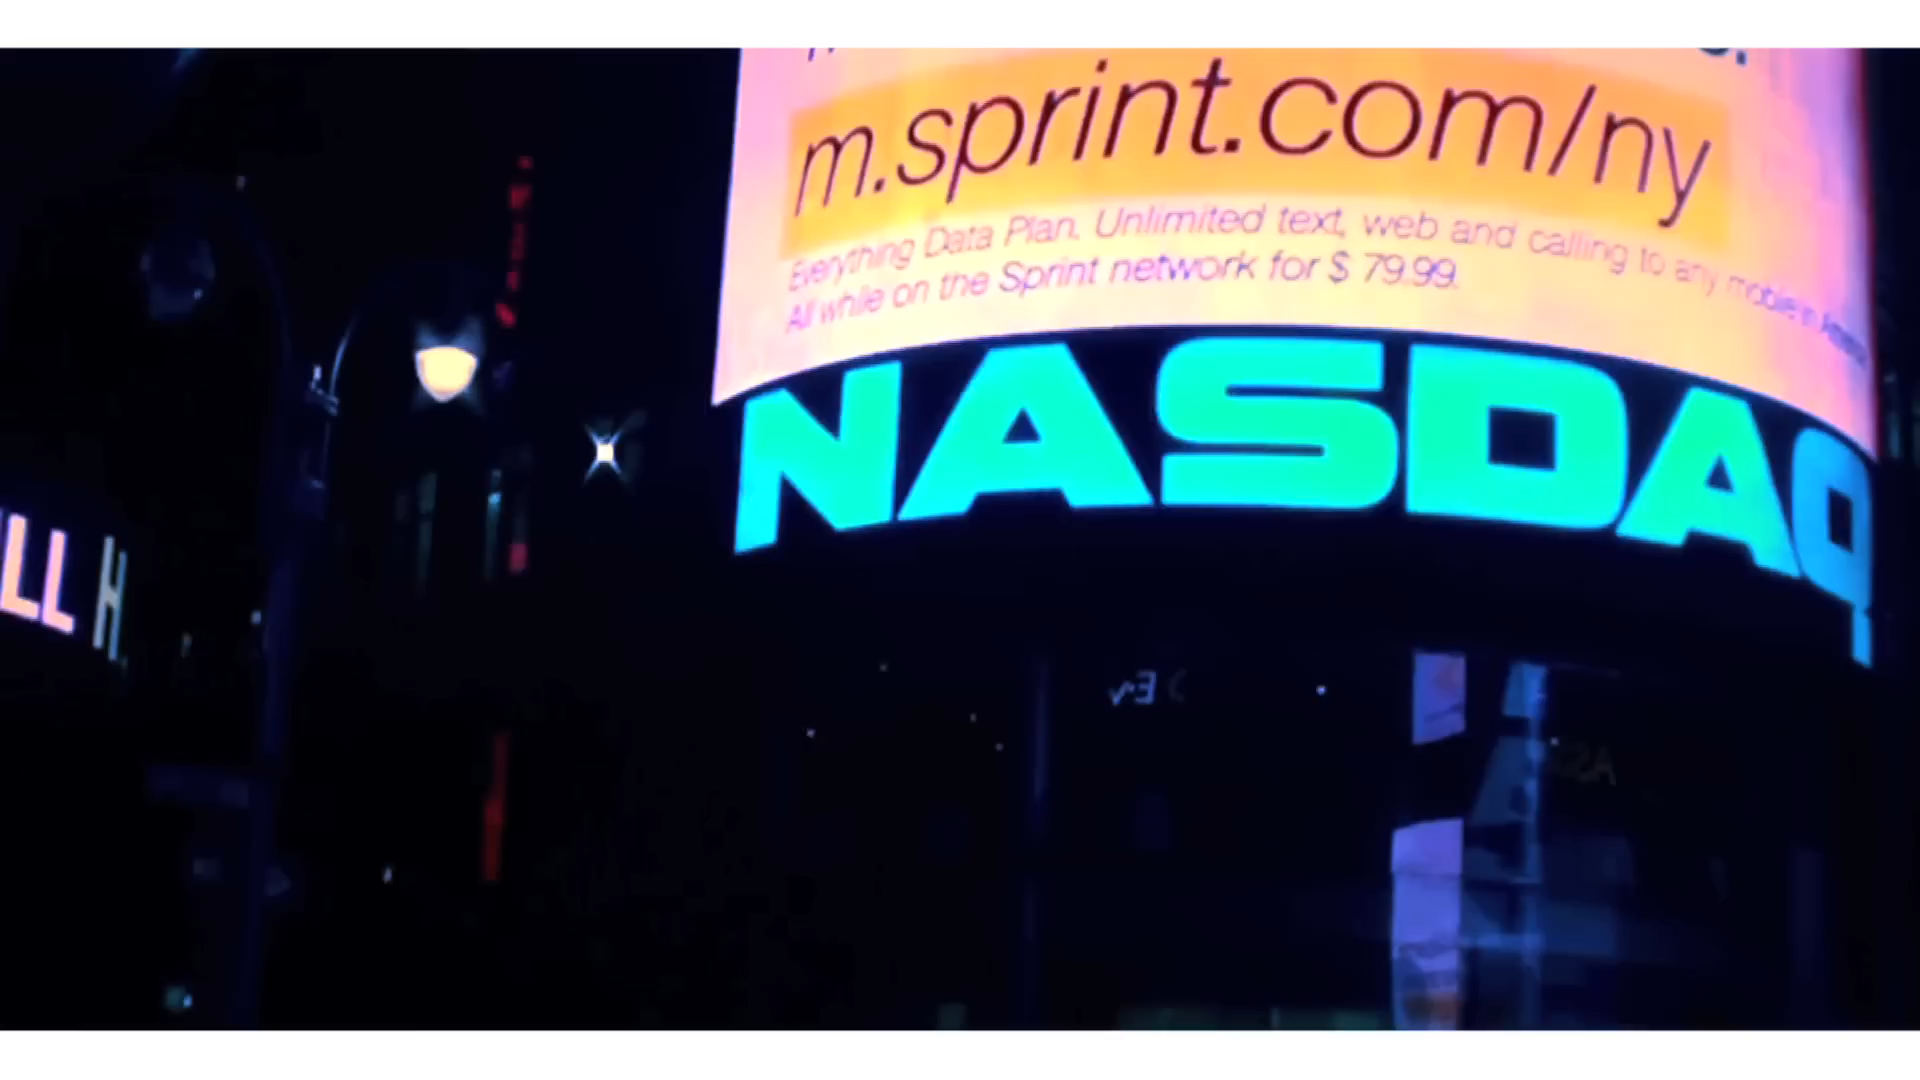 m.sprint.com/ny
Everything Data Plan. Unlimited text, web and calling to any mobile in America
All while on the Sprint network for $ 79.99.
NASDAQ
LL H